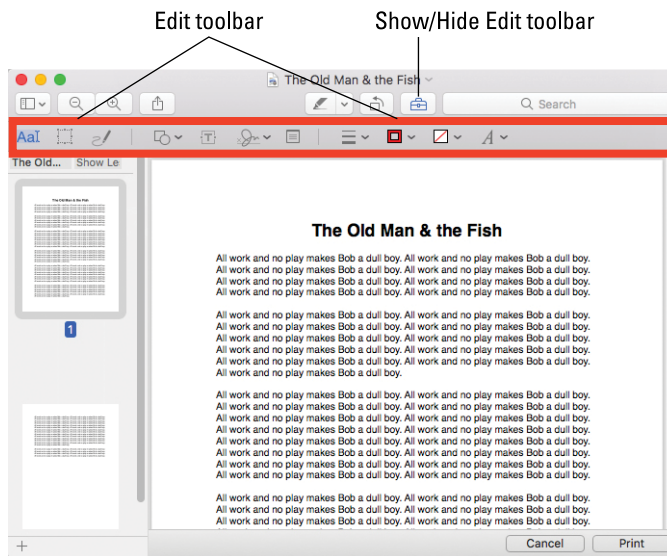 Edit toolbar
Show/Hide Edit toolbar
The Old Man & the Fish
Search
Aa
T
A
The Old... Show Le
The Old Man & the Fish
1
The Old Man & the Fish
All work and no play makes Bob a dull boy. All work and no play makes Bob a dull boy.
All work and no play makes Bob a dull boy. All work and no play makes Bob a dull boy.
All work and no play makes Bob a dull boy. All work and no play makes Bob a dull boy.
All work and no play makes Bob a dull boy. All work and no play makes Bob a dull boy.
All work and no play makes Bob a dull boy. All work and no play makes Bob a dull boy.
All work and no play makes Bob a dull boy. All work and no play makes Bob a dull boy.
All work and no play makes Bob a dull boy. All work and no play makes Bob a dull boy.
All work and no play makes Bob a dull boy. All work and no play makes Bob a dull boy.
All work and no play makes Bob a dull boy. All work and no play makes Bob a dull boy.
All work and no play makes Bob a dull boy.
All work and no play makes Bob a dull boy. All work and no play makes Bob a dull boy.
All work and no play makes Bob a dull boy. All work and no play makes Bob a dull boy.
All work and no play makes Bob a dull boy. All work and no play makes Bob a dull boy.
All work and no play makes Bob a dull boy. All work and no play makes Bob a dull boy.
All work and no play makes Bob a dull boy. All work and no play makes Bob a dull boy.
All work and no play makes Bob a dull boy. All work and no play makes Bob a dull boy.
All work and no play makes Bob a dull boy. All work and no play makes Bob a dull boy.
All work and no play makes Bob a dull boy. All work and no play makes Bob a dull boy.
All work and no play makes Bob a dull boy. All work and no play makes Bob a dull boy.
All work and no play makes Bob a dull boy. All work and no play makes Bob a dull boy.
All work and no play makes Bob a dull boy. All work and no play makes Bob a dull boy.
Cancel
Print